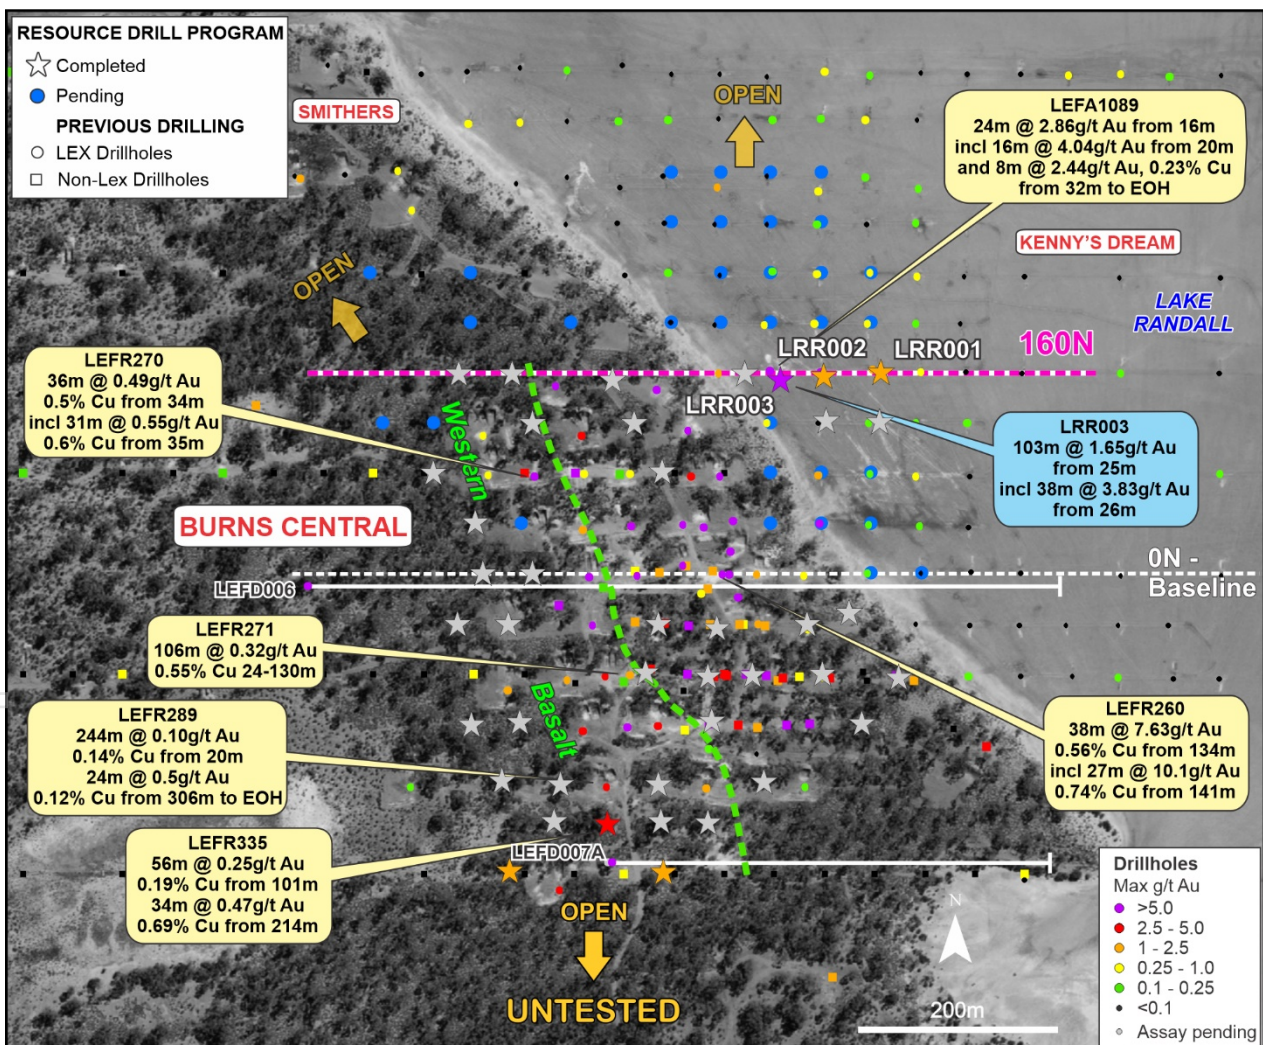 RESOURCE DRILL PROGRAM
Completed
Pending
PREVIOUS DRILLING
LEX Drillholes
Non-Lex Drillholes
SMITHERS
OPEN
LEFA1089
24m @ 2.86g/t Au from 16m
incl 16m @ 4.04g/t Au from 20m
and 8m @ 2.44g/t Au, 0.23% Cu
from 32m to EOH
KENNY'S DREAM
LAKE
RANDALL
OPEN
LRR002
LRR001
160N
LRR003
LEFR270
36m @ 0.49g/t Au
0.5% Cu from 34m
incl 31m @ 0.55g/t Au
0.6% Cu from 35m
Western
LRR003
103m @ 1.65g/t Au
from 25m
incl 38m @ 3.83g/t Au
from 26m
BURNS CENTRAL
0N -
Baseline
LEFD006
LEFR271
106m @ 0.32g/t Au
0.55% Cu 24-130m
Basalt
LEFR289
244m @ 0.10g/t Au
0.14% Cu from 20m
24m @ 0.5g/t Au
0.12% Cu from 306m to EOH
LEFR260
38m @ 7.63g/t Au
0.56% Cu from 134m
incl 27m @ 10.1g/t Au
0.74% Cu from 141m
LEFR335
56m @ 0.25g/t Au
0.19% Cu from 101m
34m @ 0.47g/t Au
0.69% Cu from 214m
LEFD007A
OPEN
UNTESTED
N
200m
Drillholes
Max g/t Au
>5.0
2.5 - 5.0
1 - 2.5
0.25 - 1.0
0.1 - 0.25
<0.1
Assay pending